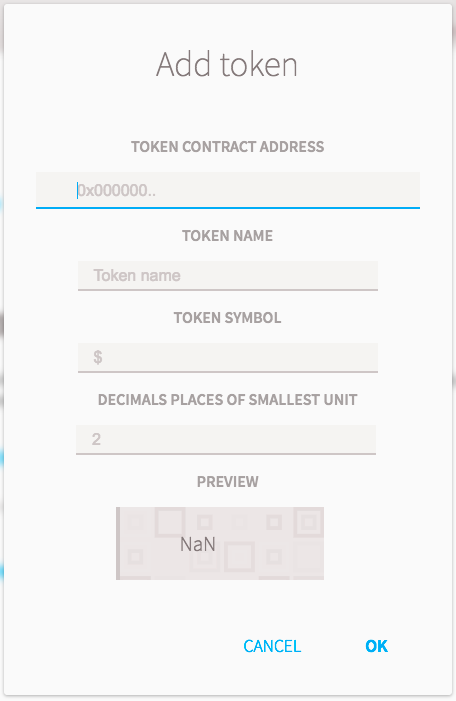 Add token
TOKEN CONTRACT ADDRESS
0x000000..
TOKEN NAME
Token name
TOKEN SYMBOL
$
DECIMALS PLACES OF SMALLEST UNIT
2
PREVIEW
NaN
CANCEL OK